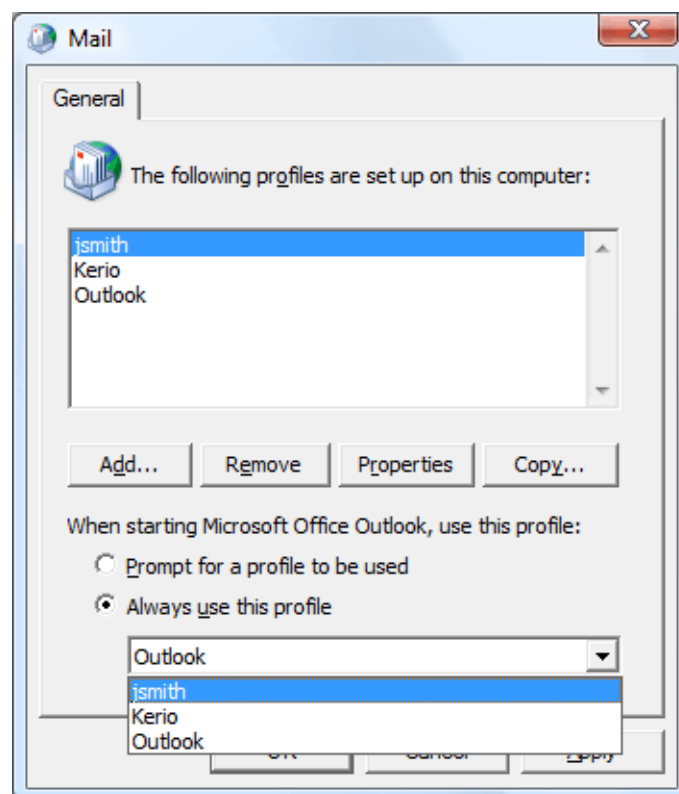 Mail
General
The following profiles are set up on this computer:
jsmith
Kerio
Outlook
Add... Remove Properties Copy...
When starting Microsoft Office Outlook, use this profile:
Prompt for a profile to be used
Always use this profile
Outlook
jsmith
Kerio
Outlook
Apply